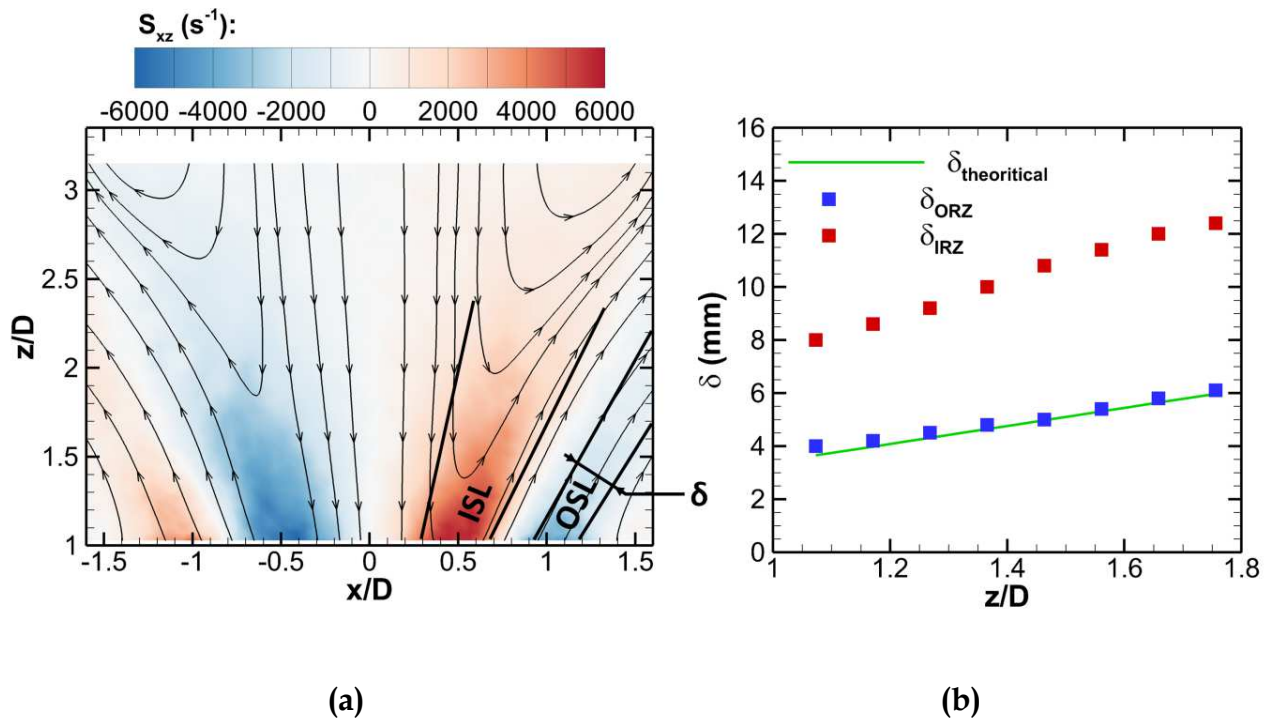 S_xz (s^-1):
-6000 -4000 -2000 0 2000 4000 6000
3
2.5
2
1.5
1
z/D
-1.5 -1 -0.5 0 0.5 1 1.5
x/D
ISL
OSL
δ
16
14
12
10
8
6
4
2
0
δ (mm)
δ_theoritical
δ_ORZ
δ_IRZ
1 1.2 1.4 1.6 1.8
z/D
(a) (b)